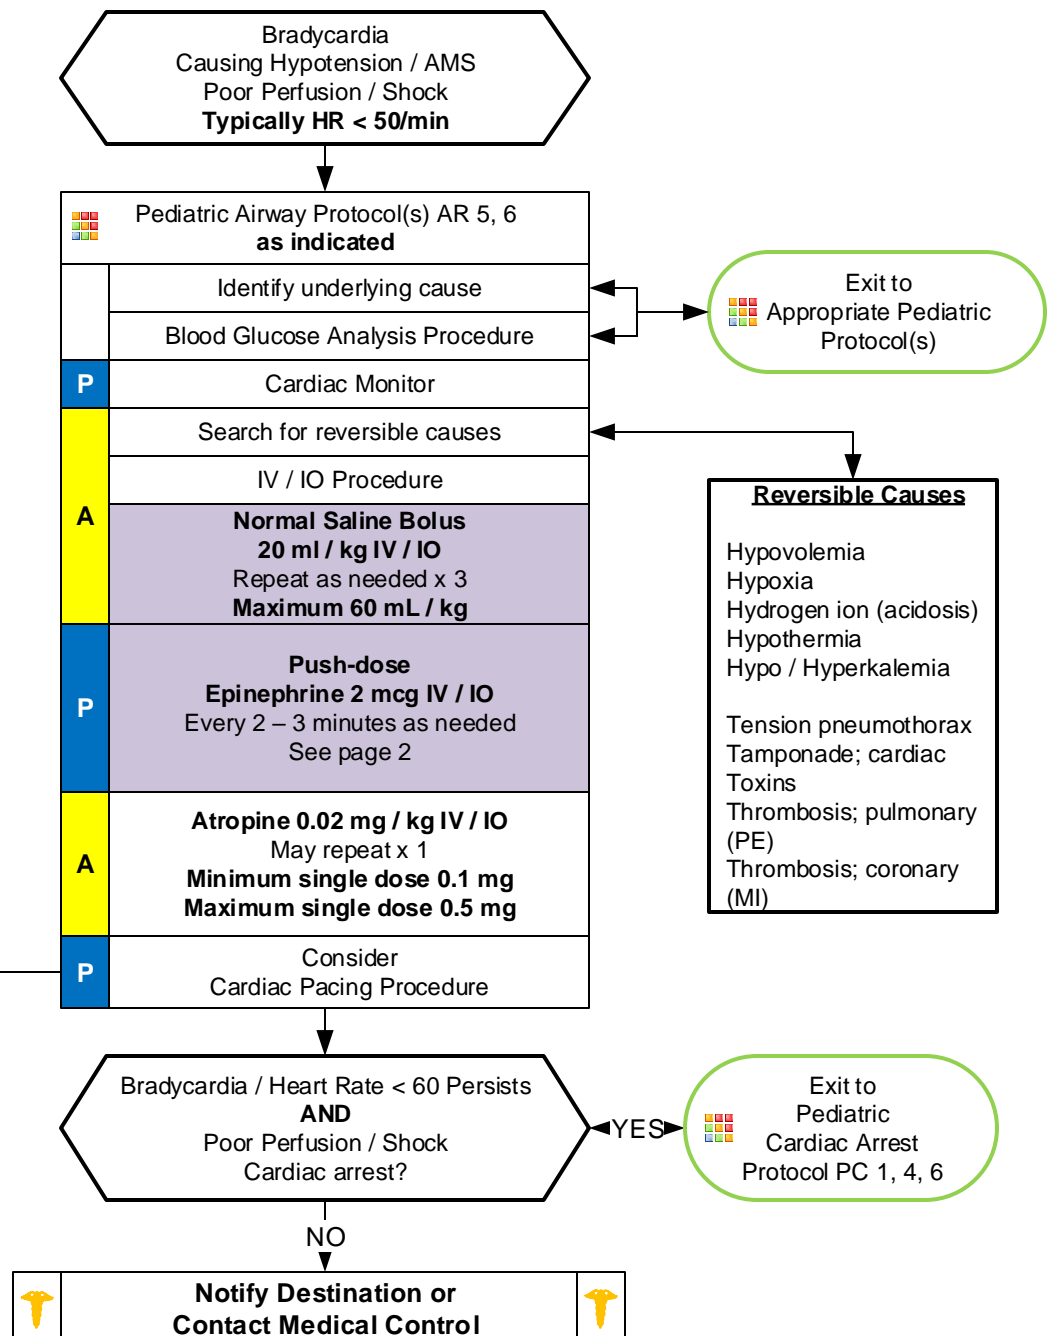 Bradycardia
Causing Hypotension / AMS
Poor Perfusion / Shock
Typically HR < 50/min
Pediatric Airway Protocol(s) AR 5, 6
as indicated
Identify underlying cause
Blood Glucose Analysis Procedure
Exit to
Appropriate Pediatric
Protocol(s)
P
Cardiac Monitor
A
Search for reversible causes
IV / IO Procedure
Normal Saline Bolus
20 ml / kg IV / IO
Repeat as needed x 3
Maximum 60 mL / kg
Reversible Causes
Hypovolemia
Hypoxia
Hydrogen ion (acidosis)
Hypothermia
Hypo / Hyperkalemia
Tension pneumothorax
Tamponade; cardiac
Toxins
Thrombosis; pulmonary
(PE)
Thrombosis; coronary
(MI)
P
Push-dose
Epinephrine 2 mcg IV / IO
Every 2 – 3 minutes as needed
See page 2
A
Atropine 0.02 mg / kg IV / IO
May repeat x 1
Minimum single dose 0.1 mg
Maximum single dose 0.5 mg
P
Consider
Cardiac Pacing Procedure
Bradycardia / Heart Rate < 60 Persists
AND
Poor Perfusion / Shock
Cardiac arrest?
YES
Exit to
Pediatric
Cardiac Arrest
Protocol PC 1, 4, 6
NO
Notify Destination or
Contact Medical Control